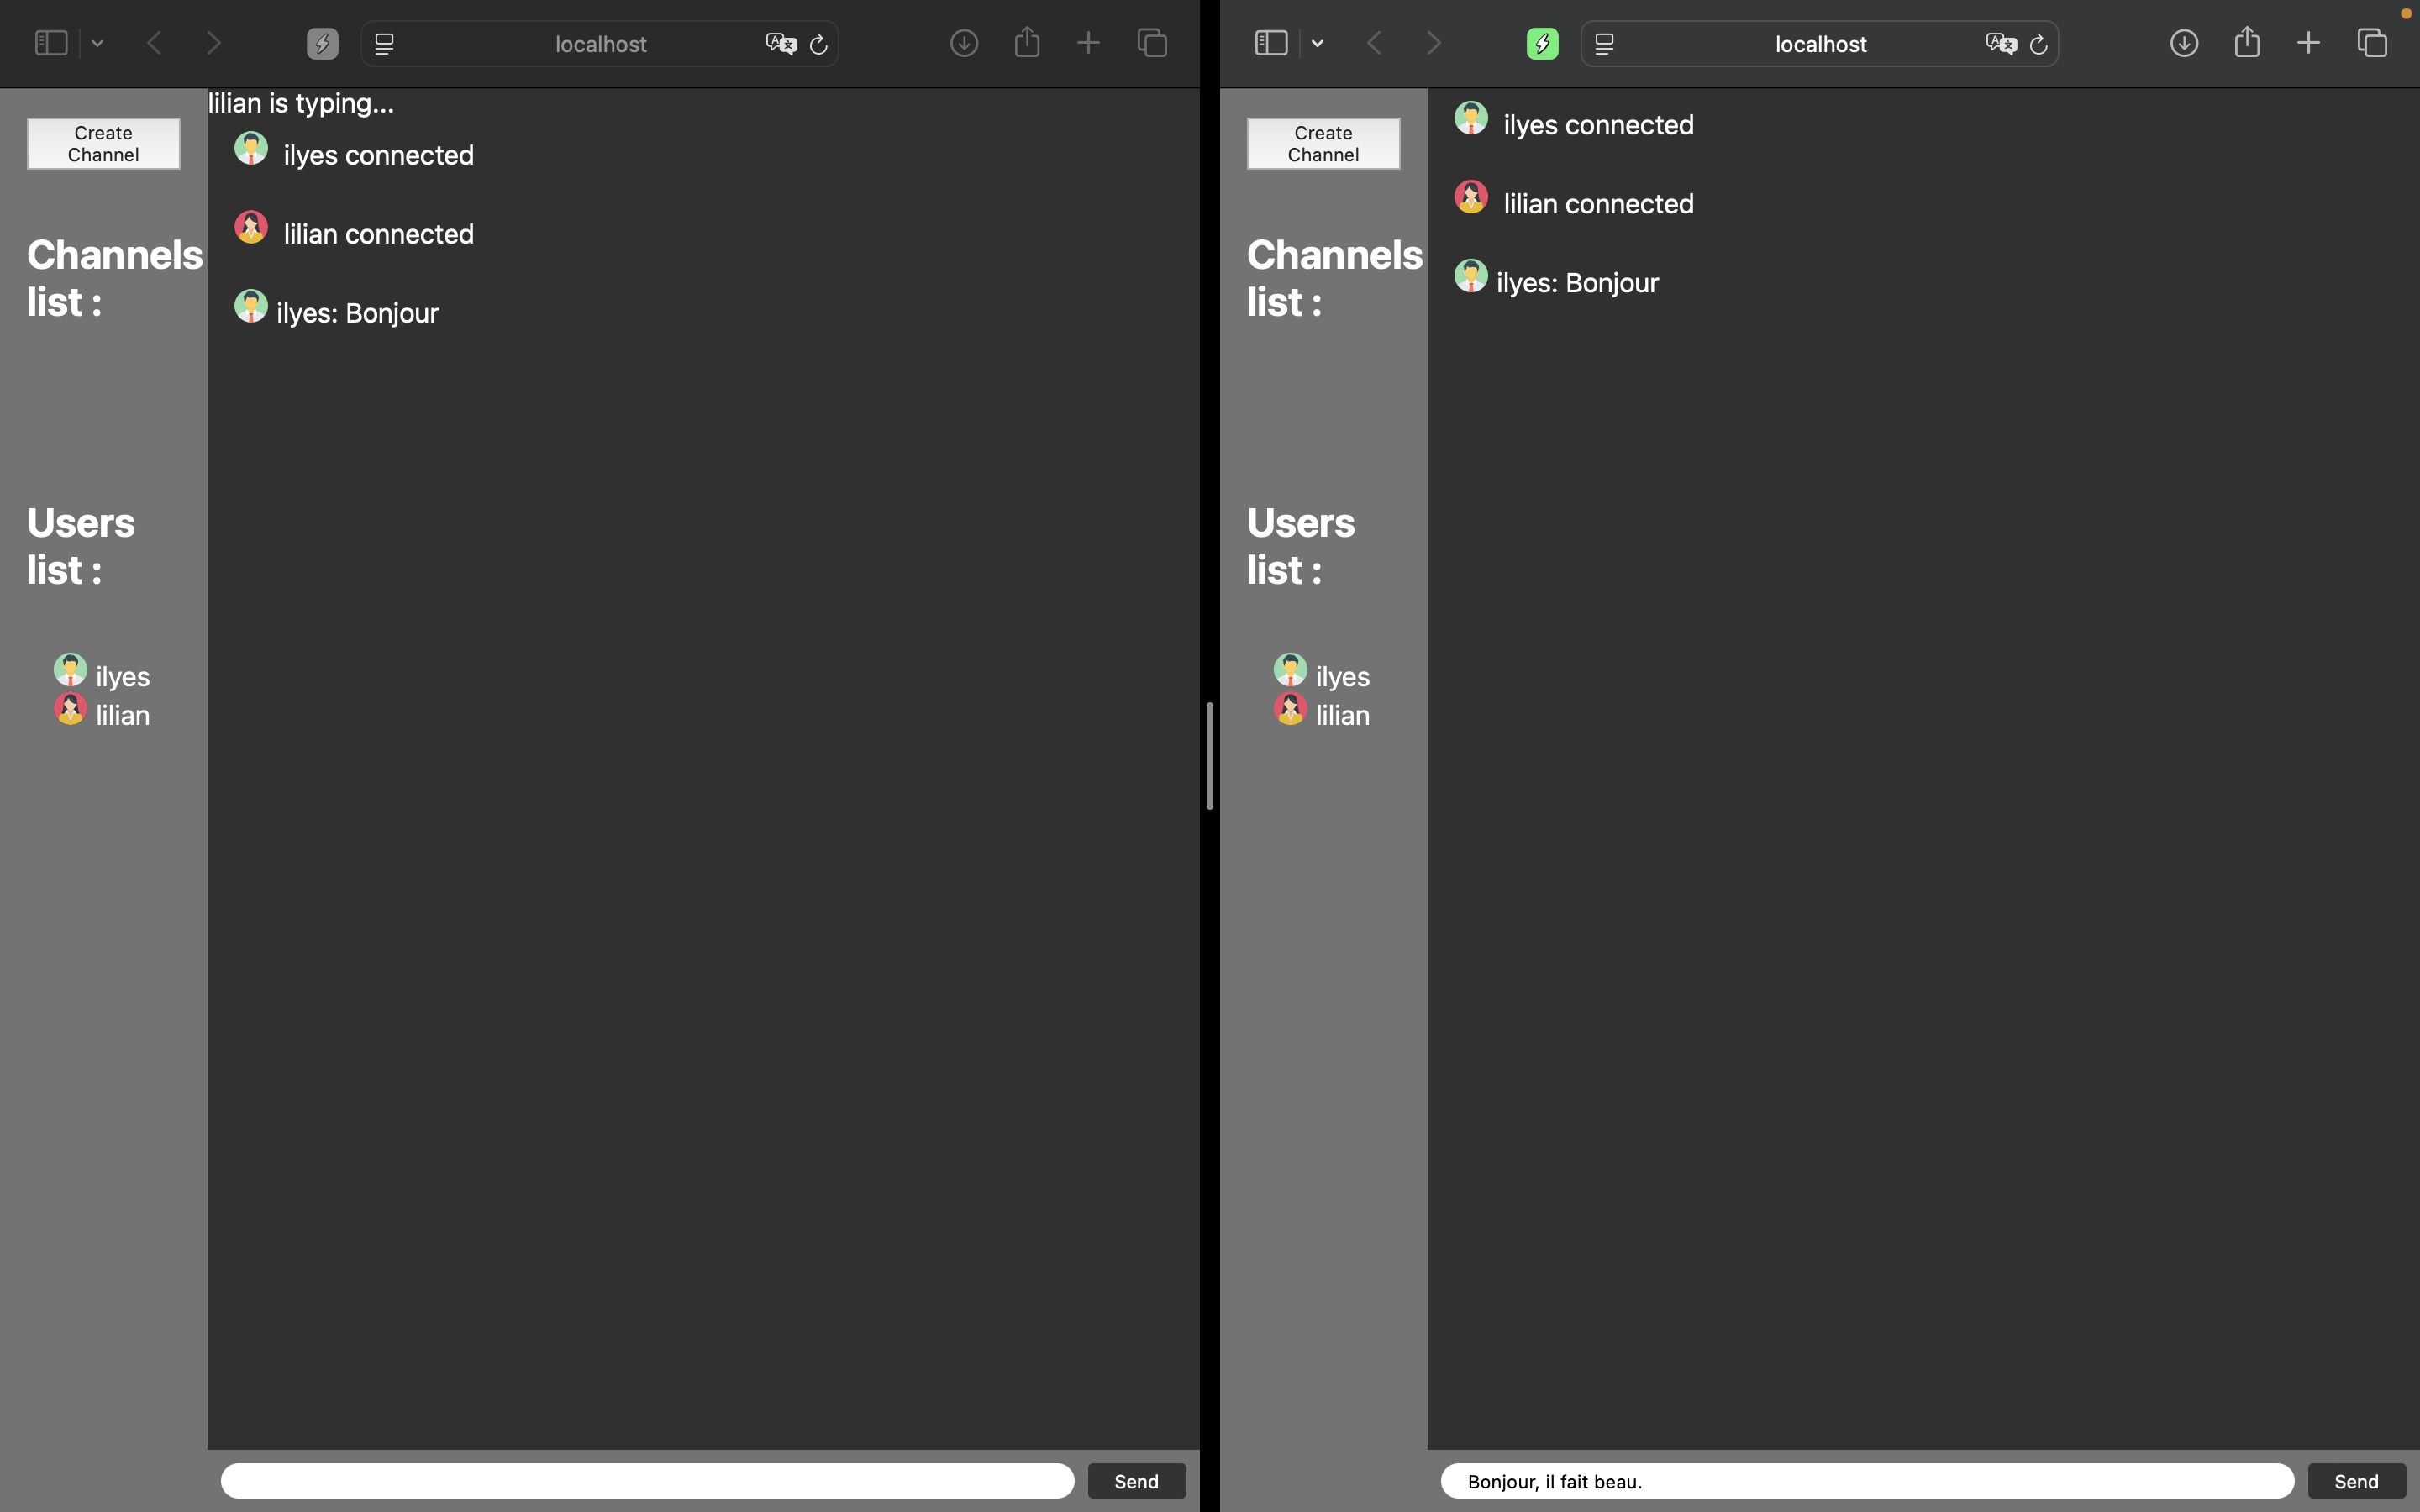 localhost
Create
Channel
Channels
list :
Users
list :
ilyes
lilian
lilian is typing...
ilyes connected
lilian connected
ilyes: Bonjour
Send
localhost
Create
Channel
Channels
list :
Users
list :
ilyes
lilian
ilyes connected
lilian connected
ilyes: Bonjour
Bonjour, il fait beau.
Send